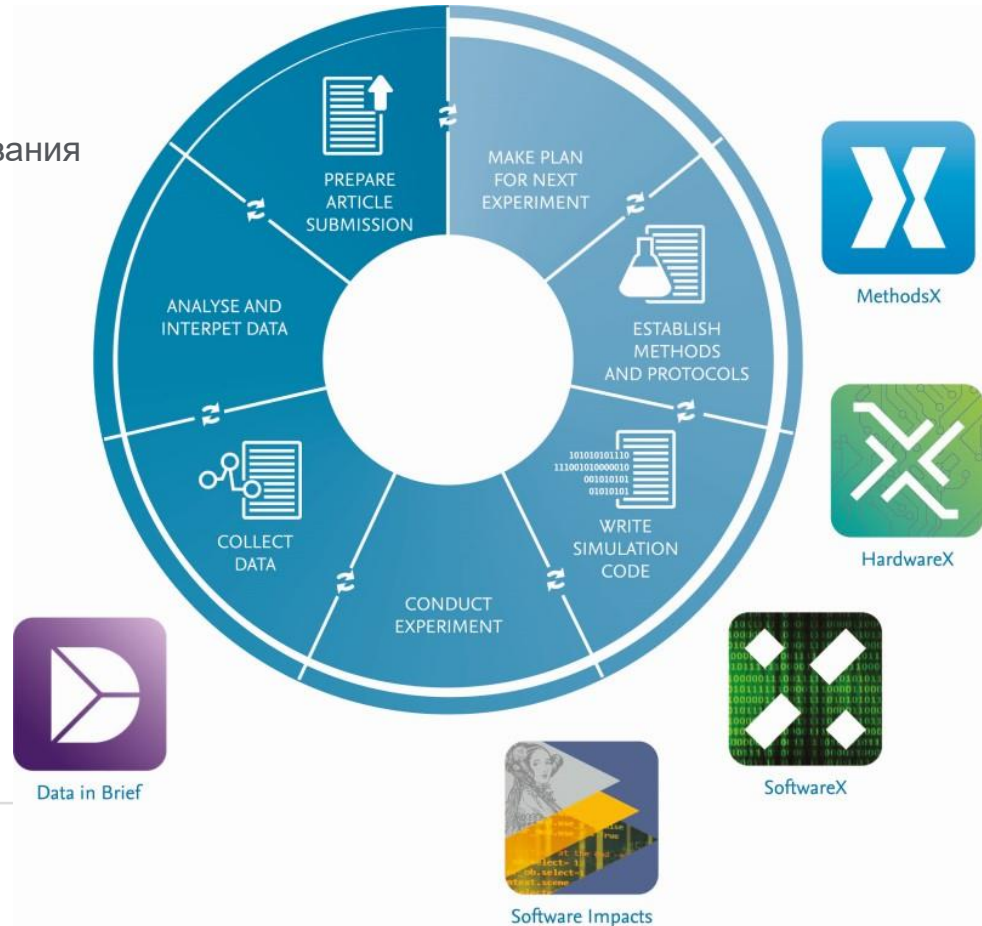 вания
PREPARE
ARTICLE
SUBMISSION
MAKE PLAN
FOR NEXT
EXPERIMENT
ESTABLISH
METHODS
AND PROTOCOLS
101010101110
111001010000010
001010101
01010101
WRITE
SIMULATION
CODE
CONDUCT
EXPERIMENT
COLLECT
DATA
ANALYSE AND
INTERPET DATA
MethodsX
HardwareX
SoftwareX
Software Impacts
Data in Brief